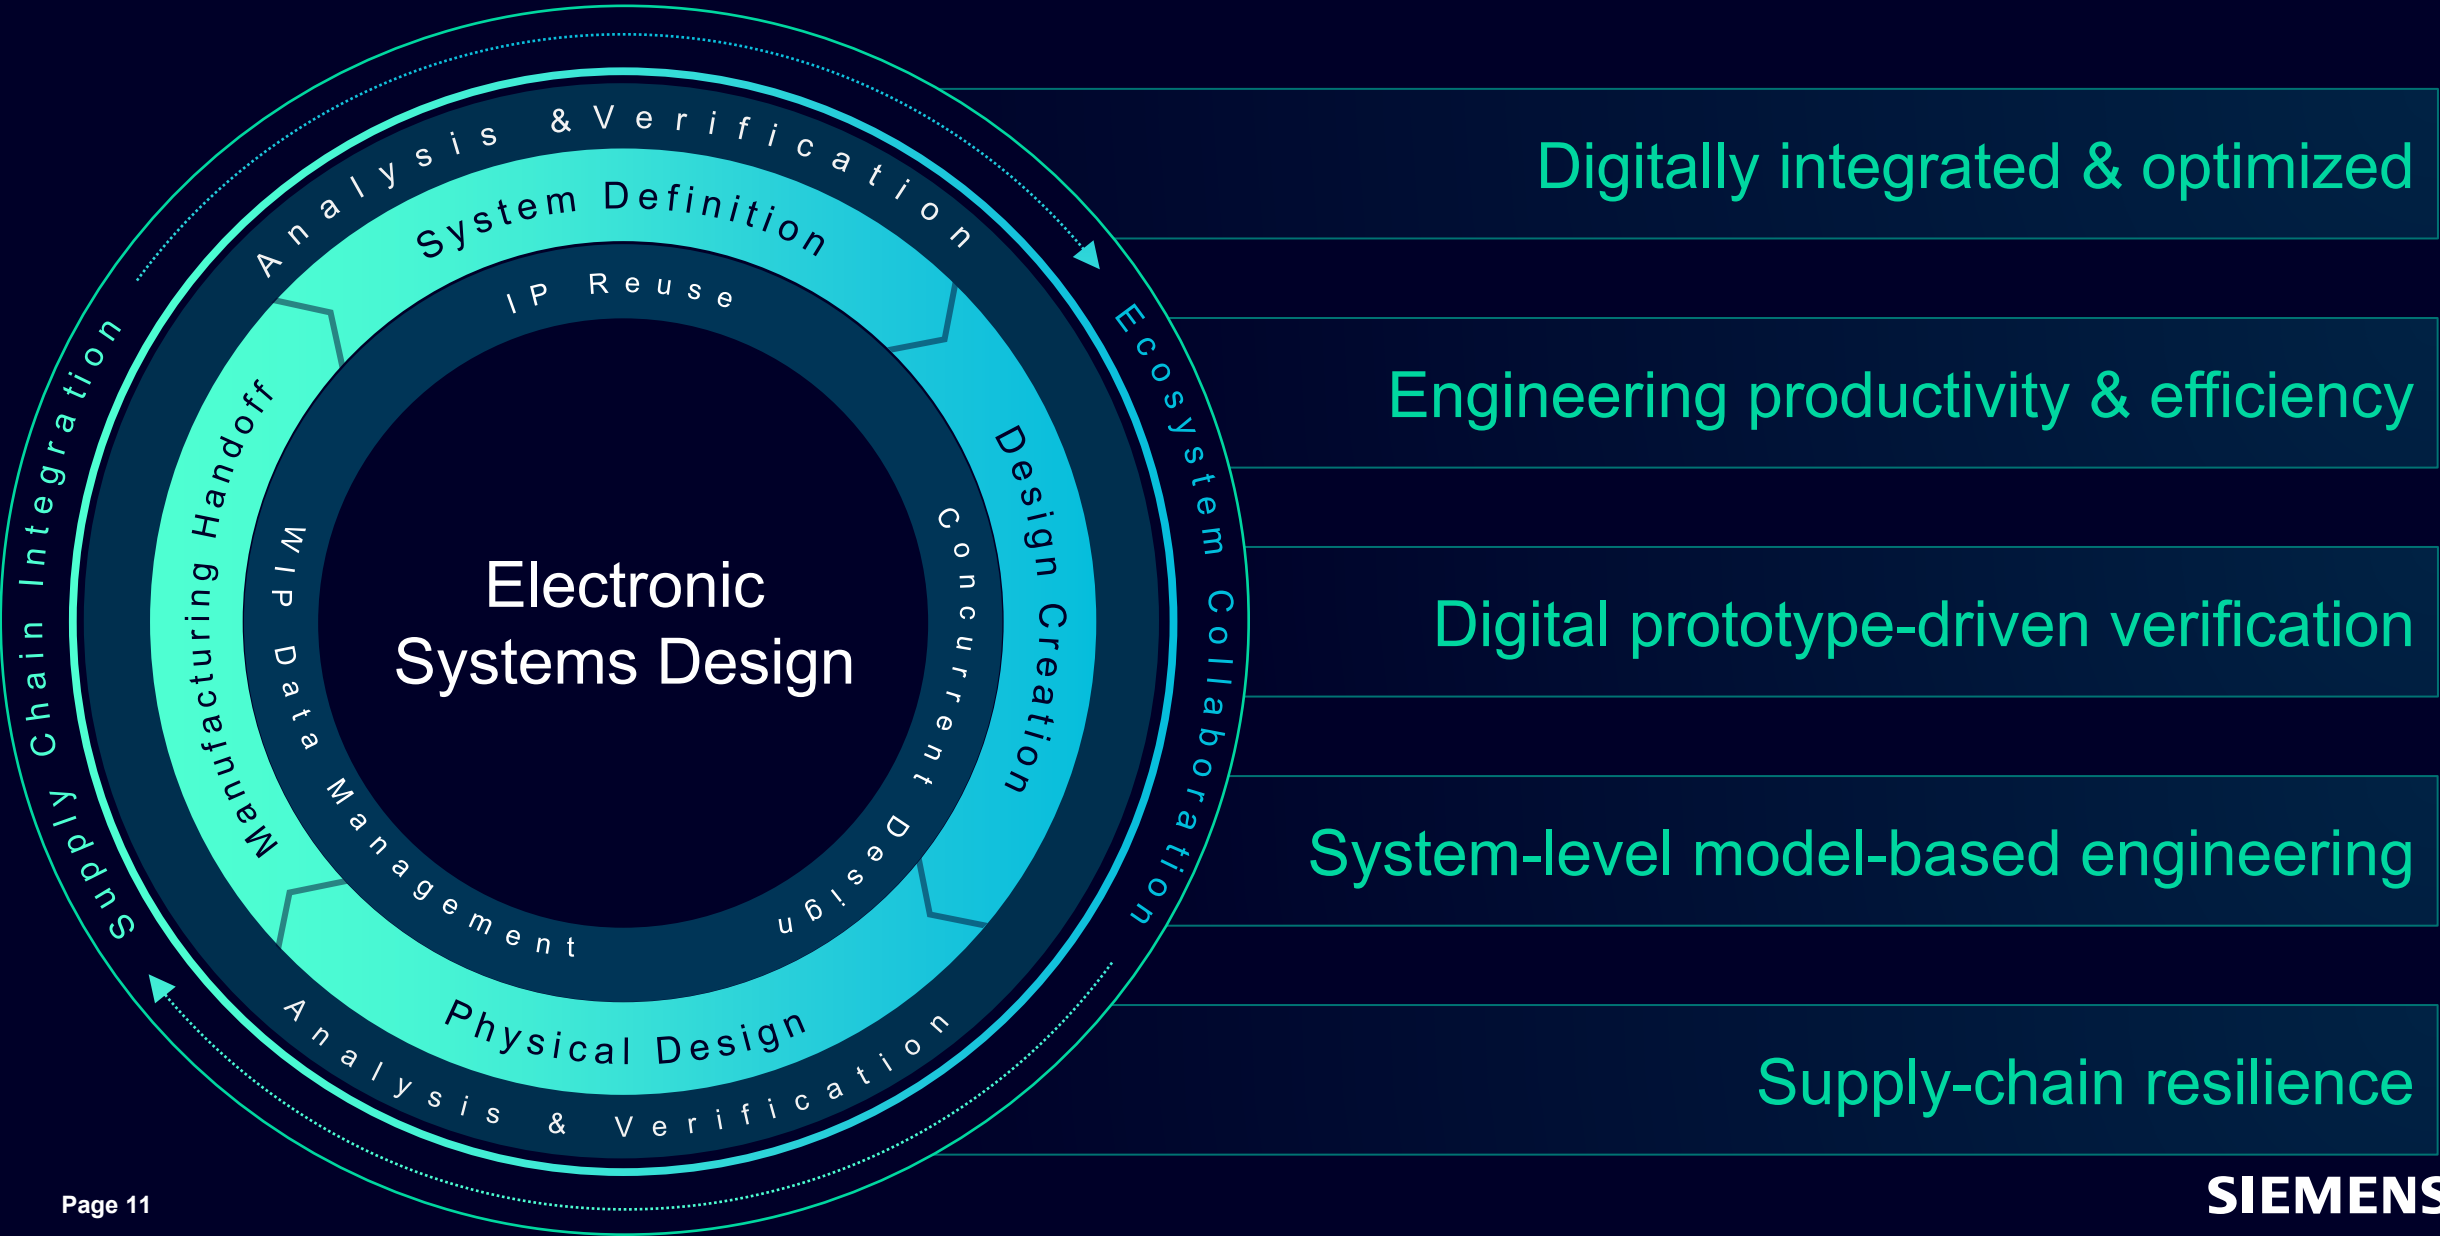 Supply Chain Integration
Ecosystem Collaboration
Analysis &Verification
System Definition
Design Creation
Physical Design
Manufacturing Handoff
Analysis & Verification
IP Reuse
Concurrent Design
WIP Data Management
Electronic
Systems Design
Digitally integrated & optimized
Engineering productivity & efficiency
Digital prototype-driven verification
System-level model-based engineering
Supply-chain resilience
Page 11
SIEMENS